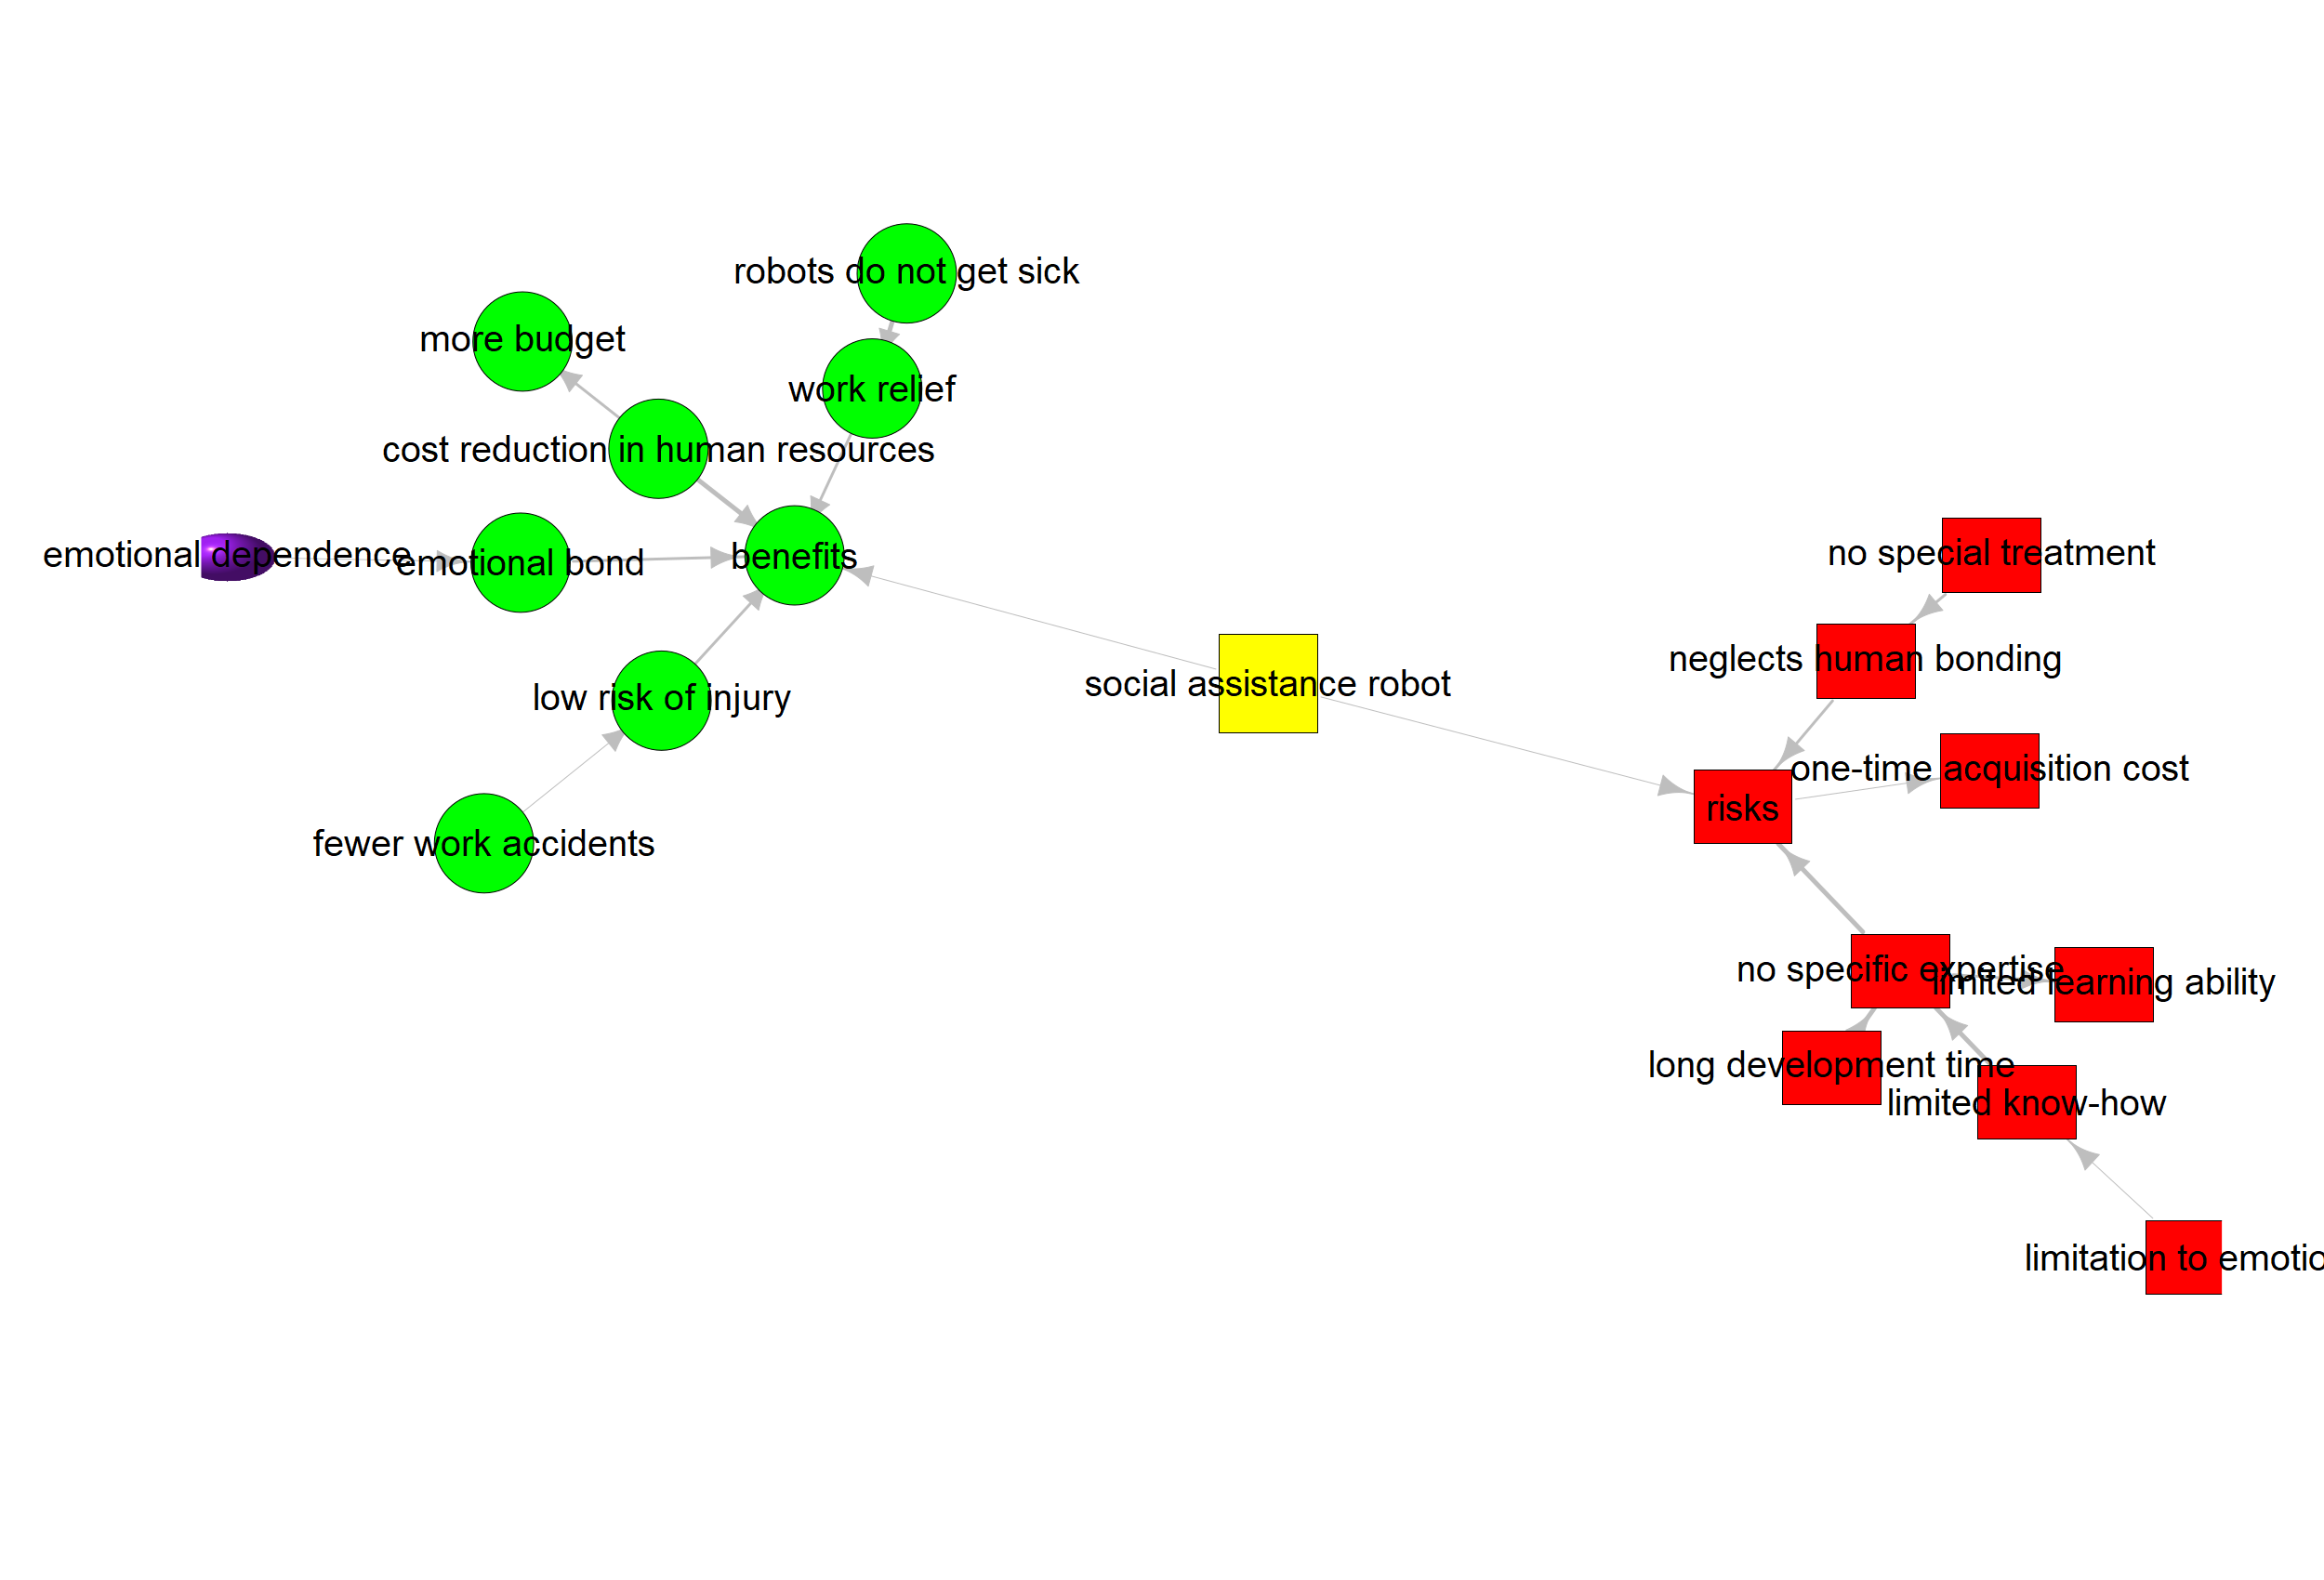 robots do not get sick
more budget
work relief
cost reduction in human resources
emotional dependence
emotional bond
benefits
low risk of injury
fewer work accidents
social assistance robot
no special treatment
neglects human bonding
one-time acquisition cost
risks
no specific expertise
limited learning ability
long development time
limited know-how
limitation to emotio